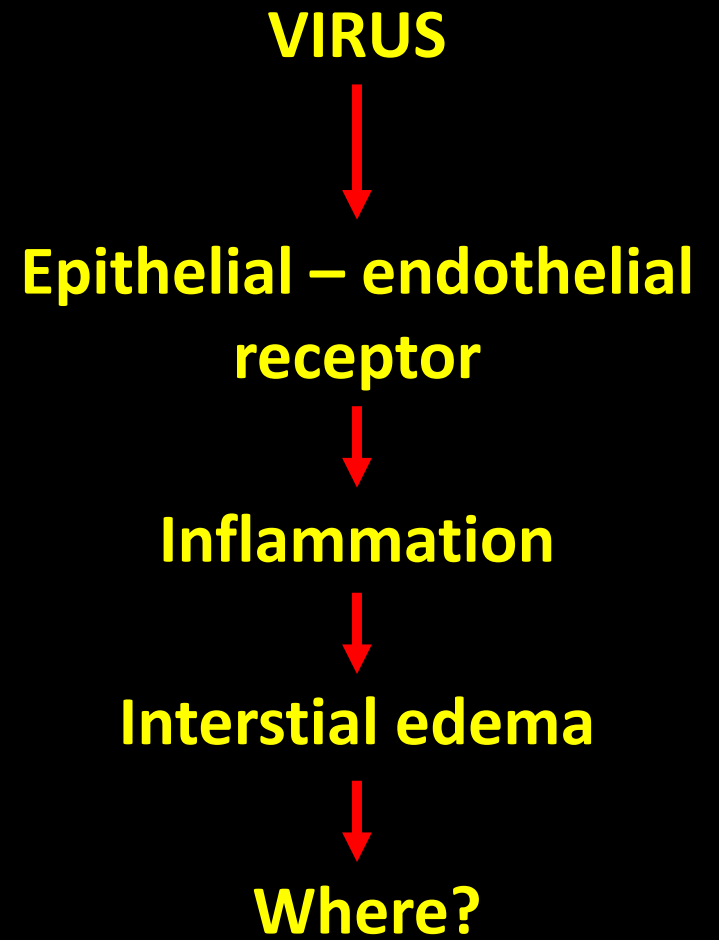 VIRUS
Epithelial – endothelial
receptor
Inflammation
Interstial edema
Where?